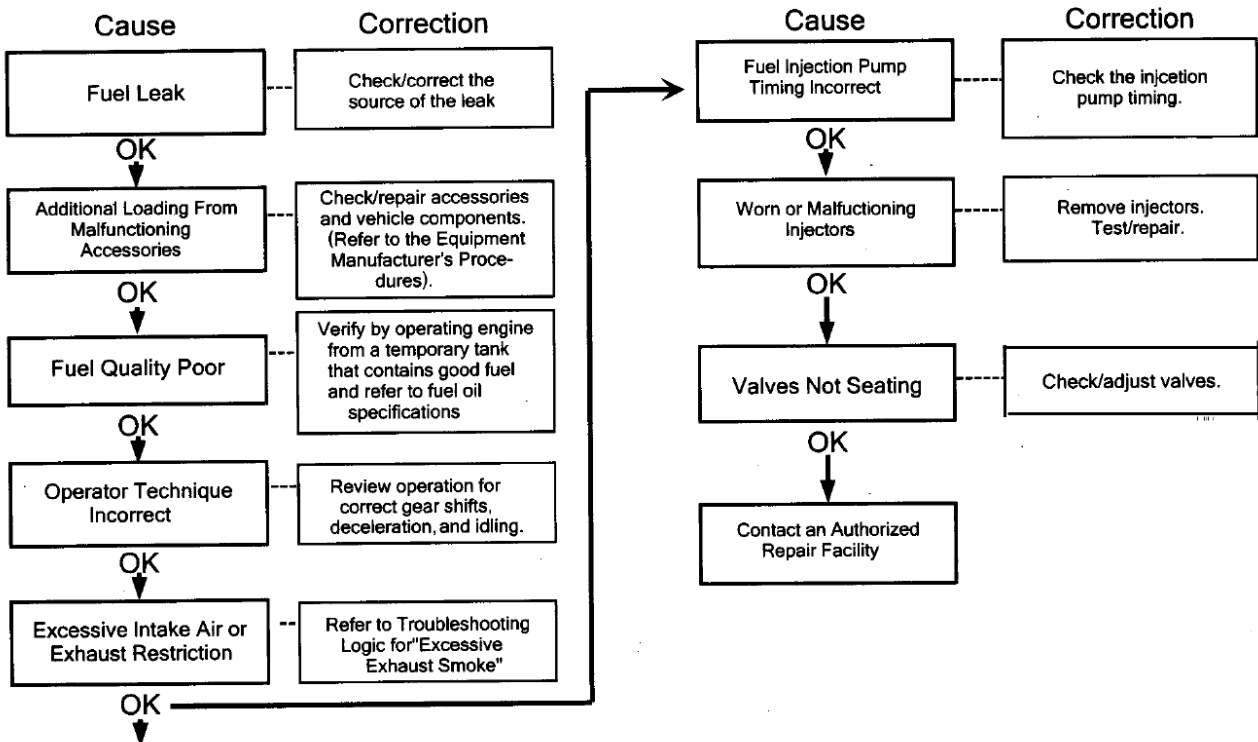 Cause
Correction
Fuel Leak
Check/correct the
source of the leak
OK
Additional Loading From
Malfunctioning
Accessories
Check/repair accessories
and vehicle components.
(Refer to the Equipment
Manufacturer's Proce-
dures).
OK
Fuel Quality Poor
Verify by operating engine
from a temporary tank
that contains good fuel
and refer to fuel oil
specifications
OK
Operator Technique
Incorrect
Review operation for
correct gear shifts,
deceleration, and idling.
OK
Excessive Intake Air or
Exhaust Restriction
Refer to Troubleshooting
Logic for"Excessive
Exhaust Smoke"
OK
Cause
Correction
Fuel Injection Pump
Timing Incorrect
Check the injcetion
pump timing.
OK
Worn or Malfuctioning
Injectors
Remove injectors.
Test/repair.
OK
Valves Not Seating
Check/adjust valves.
OK
Contact an Authorized
Repair Facility